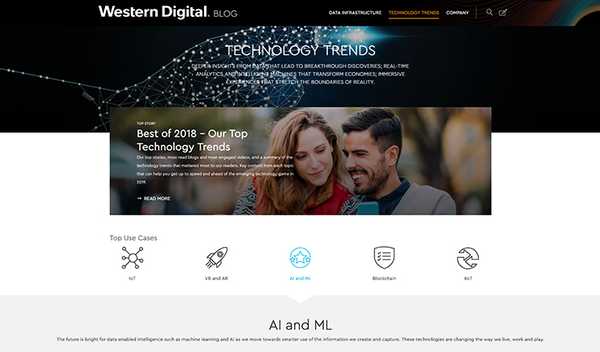 Western Digital. BLOG
DATA INFRASTRUCTURE TECHNOLOGY TRENDS COMPANY
TECHNOLOGY TRENDS
DEEPER INSIGHTS FROM DATA THAT LEAD TO BREAKTHROUGH DISCOVERIES; REAL-TIME
ANALYTICS AND INTELLIGENT MACHINES THAT TRANSFORM ECONOMIES; IMMERSIVE
EXPERIENCES THAT STRETCH THE BOUNDARIES OF REALITY.
TOP STORY
Best of 2018 – Our Top
Technology Trends
Our top stories, most read blogs and most engaged videos, and a summary of the
technology trends that mattered most to our readers. Key content from each topic
that can help you get up to speed and ahead of the emerging technology game in
2019.
→ READ MORE
Top Use Cases
IoT VR and AR AI and ML Blockchain
AI and ML
The future is bright for data enabled intelligence such as machine learning and AI as we move towards smarter use of the information we create and capture. These technologies are changing the way we live, work and play.